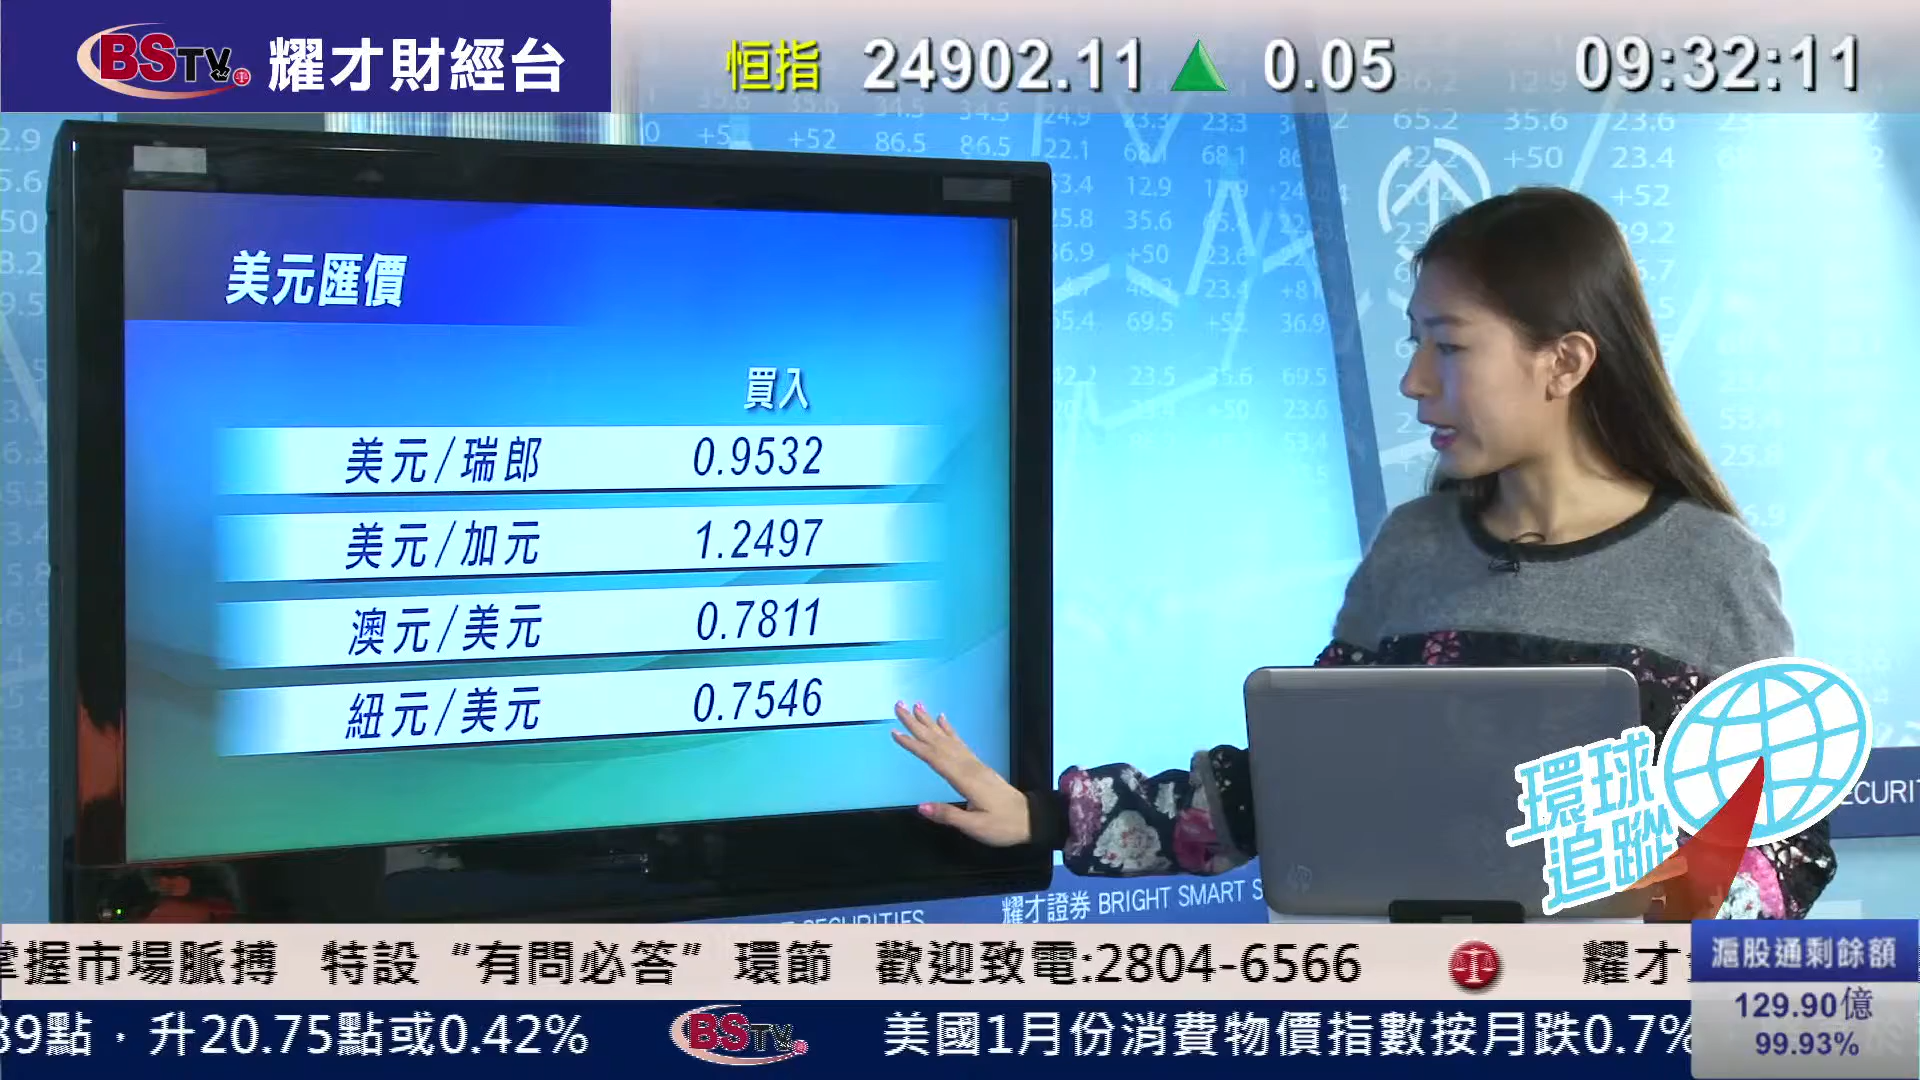 BSTV 耀才財經台
恒指 24902.11 0.05 09:32:11
美元匯價
買入
美元/瑞郎 0.9532
美元/加元 1.2497
澳元/美元 0.7811
紐元/美元 0.7546
環球
追蹤
SECURITIES
耀才證券 BRIGHT SMART S
ECURIT
掌握市場脈搏 特設“有問必答”環節 歡迎致電:2804-6566 耀才
滬股通剩餘額
129.90億
99.93%
39點，升20.75點或0.42% BSTV 美國1月份消費物價指數按月跌0.7%